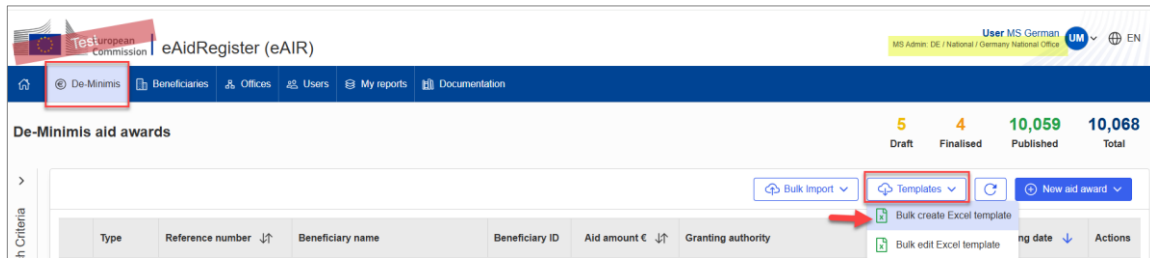 Test
European
Commission
eAidRegister (eAIR)
User MS German
MS Admin: DE / National / Germany National Office
UM
EN
De-Minimis
Beneficiaries
Offices
Users
My reports
Documentation
De-Minimis aid awards
5
Draft
4
Finalised
10,059
Published
10,068
Total
Bulk Import
Templates
New aid award
Bulk create Excel template
Bulk edit Excel template
Criteria
Type
Reference number
Beneficiary name
Beneficiary ID
Aid amount €
Granting authority
date
Actions